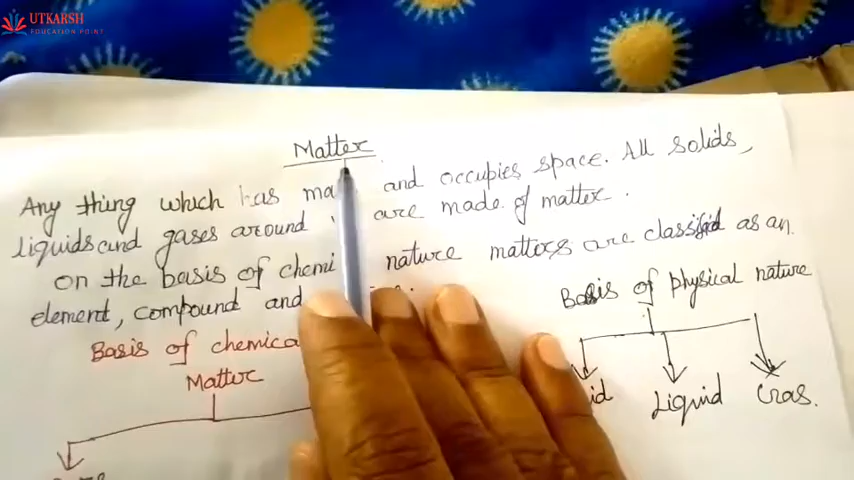 UTKARSH
EDUCATION POINT
Matter
Any thing which has ma and occupies space. All solids,
liquids and gases around are made of matter.
on the basis of chemi nature matters are classified as an
element, compound and
Basis of chemica
Matter
Basis of physical nature
id Liquid Gas.